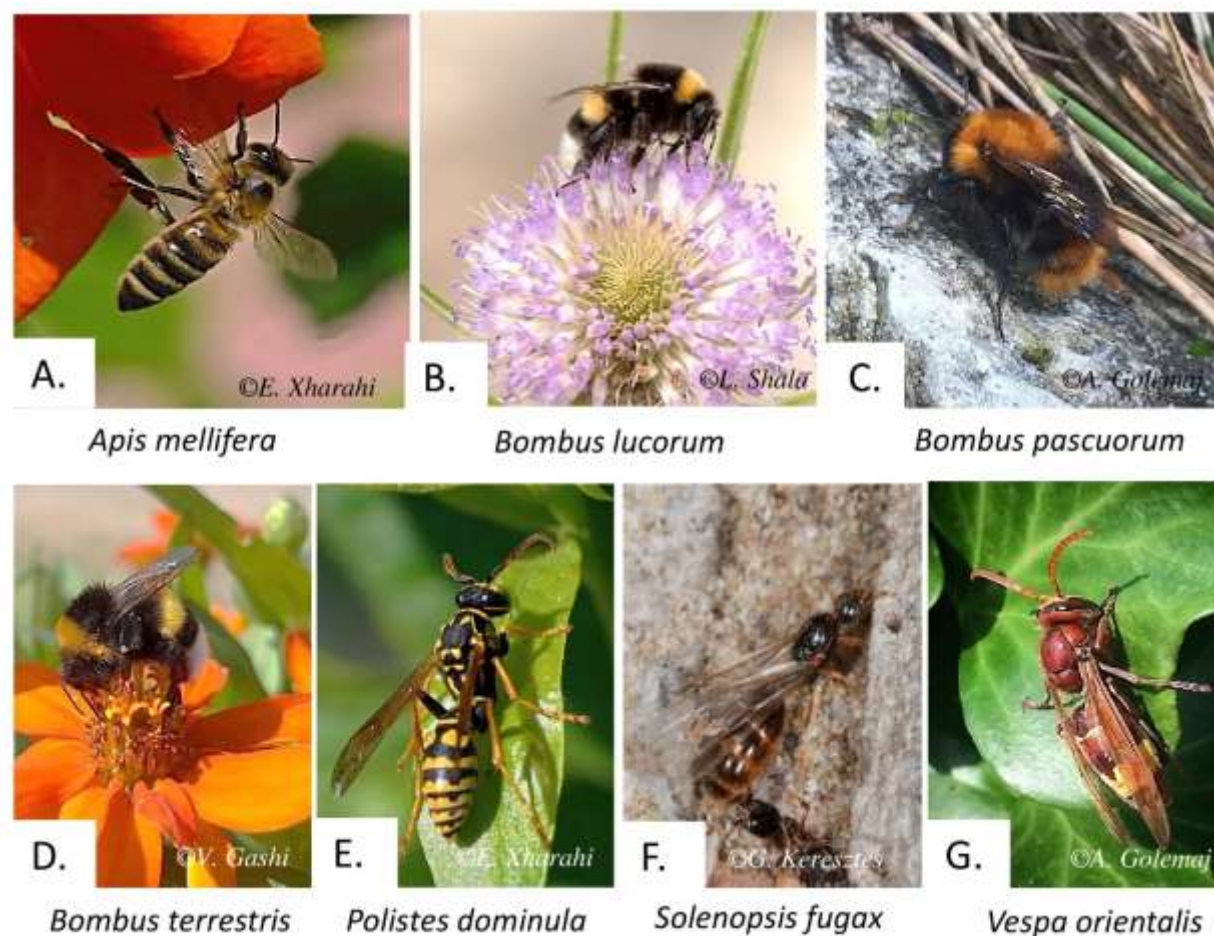 A.
©E. Xharahi
Apis mellifera
B.
©L. Shala
Bombus lucorum
C.
©A. Golemaj
Bombus pascuorum
D.
©V. Gashi
Bombus terrestris
E.
©E. Xharahi
Polistes dominula
F.
©G. Keresztes
Solenopsis fugax
G.
©A. Golemaj
Vespa orientalis